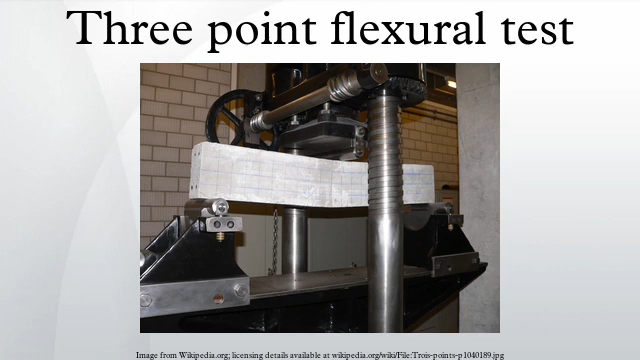 Three point flexural test
Image from Wikipedia.org; licensing details available at wikipedia.org/wiki/File:Trois-points-p1040189.jpg